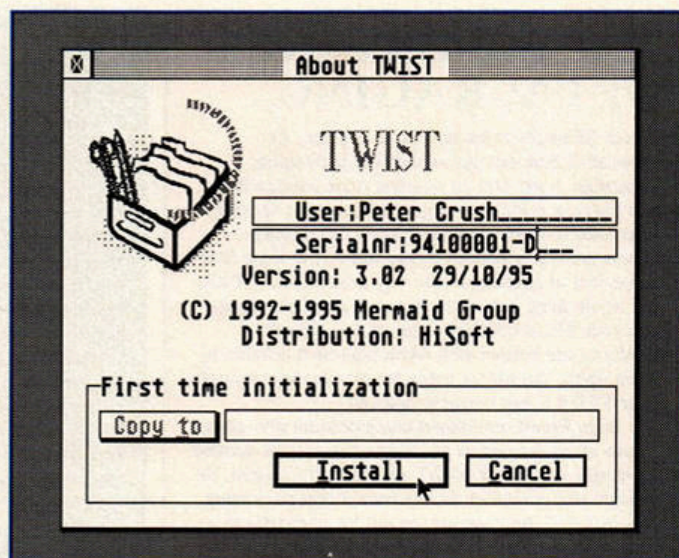 About TWIST
TWIST
User:Peter Crush_________
Serialnr:94100001-D___
Version: 3.02 29/10/95
(C) 1992-1995 Mermaid Group
Distribution: HiSoft
First time initialization
Copy to
Install
Cancel